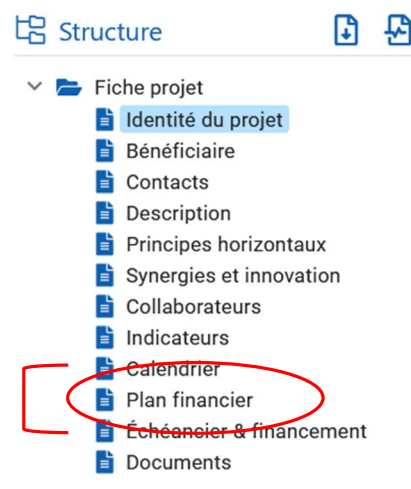 Structure
Fiche projet
Identité du projet
Bénéficiaire
Contacts
Description
Principes horizontaux
Synergies et innovation
Collaborateurs
Indicateurs
Calendrier
Plan financier
Échéancier & financement
Documents